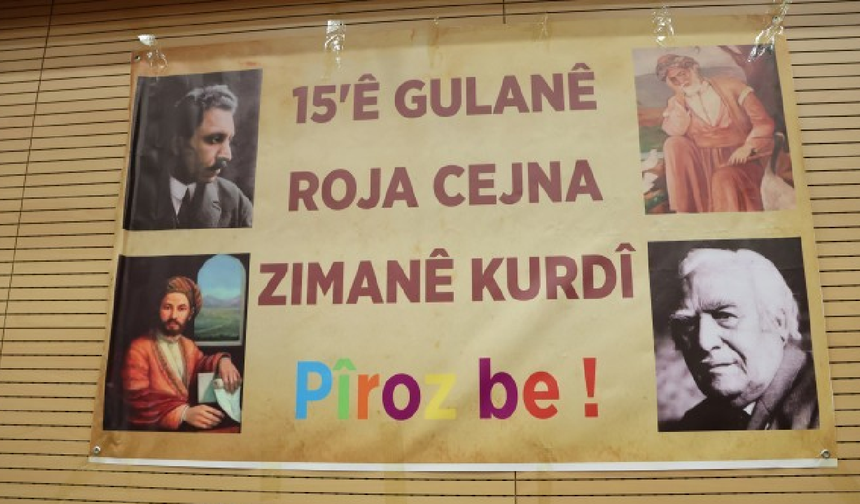 15'Ê GULANÊ
ROJA CEJNA
ZIMANÊ KURDÎ
Pîroz be !